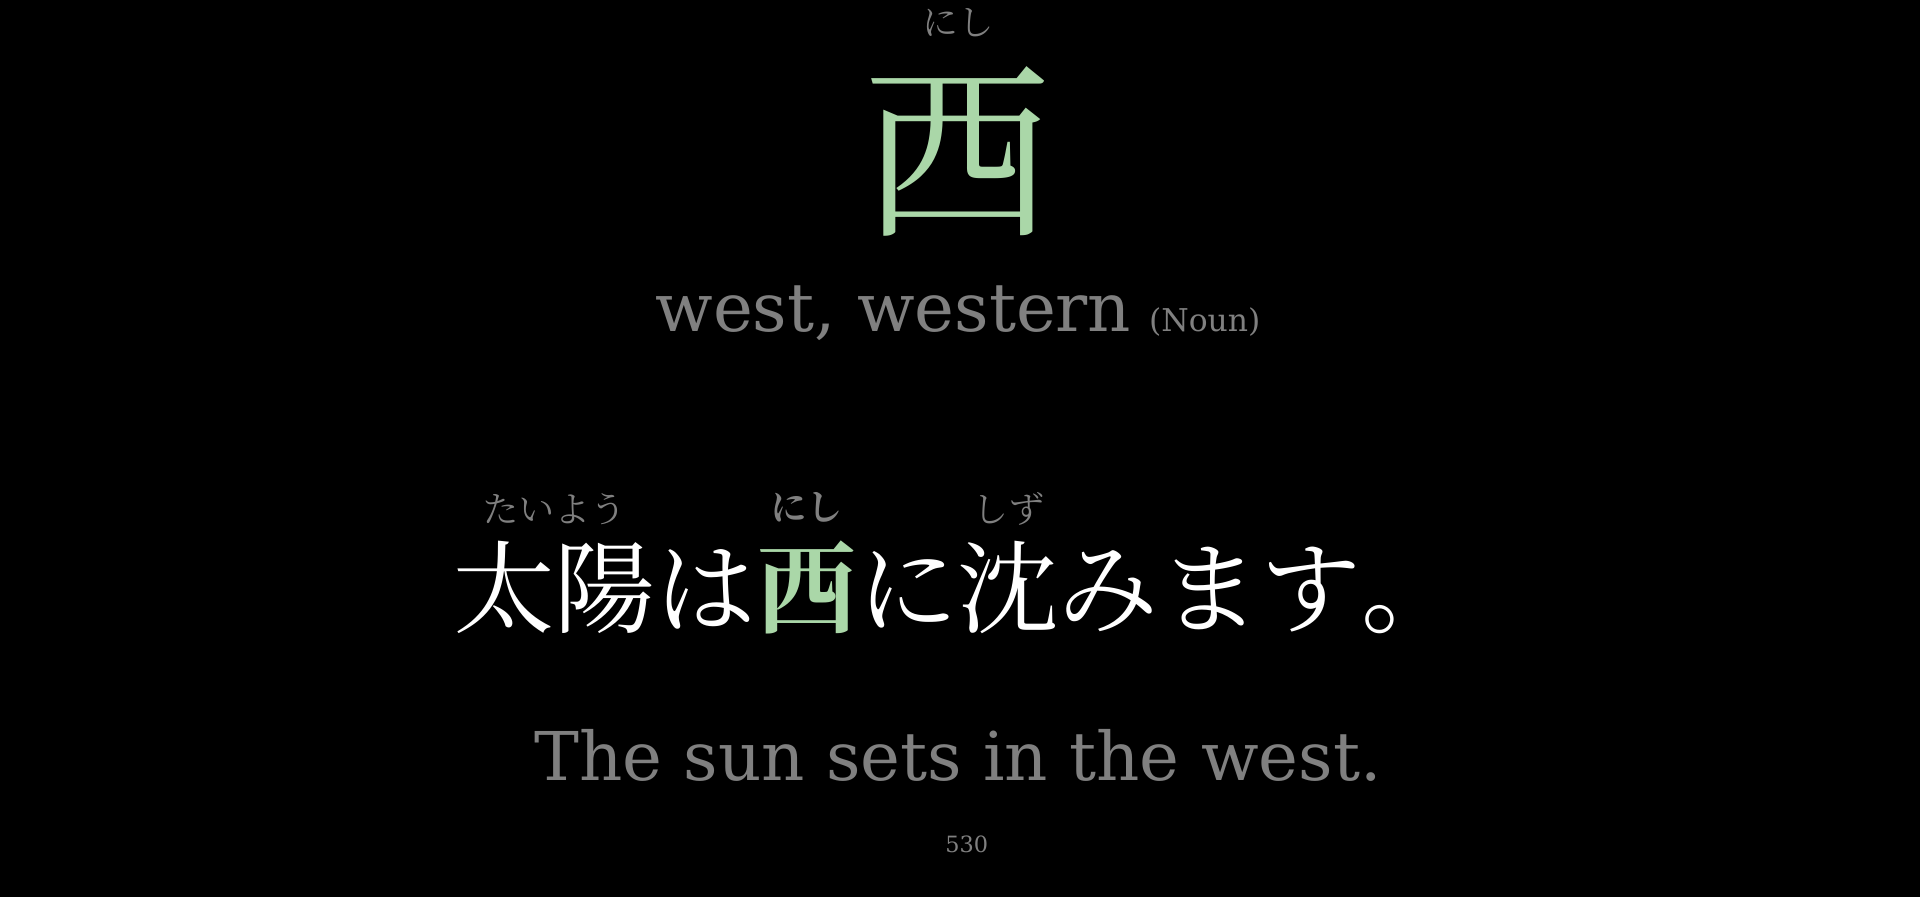 にし
西
west, western (Noun)
たいよう にし しず
太陽は西に沈みます。
The sun sets in the west.
530